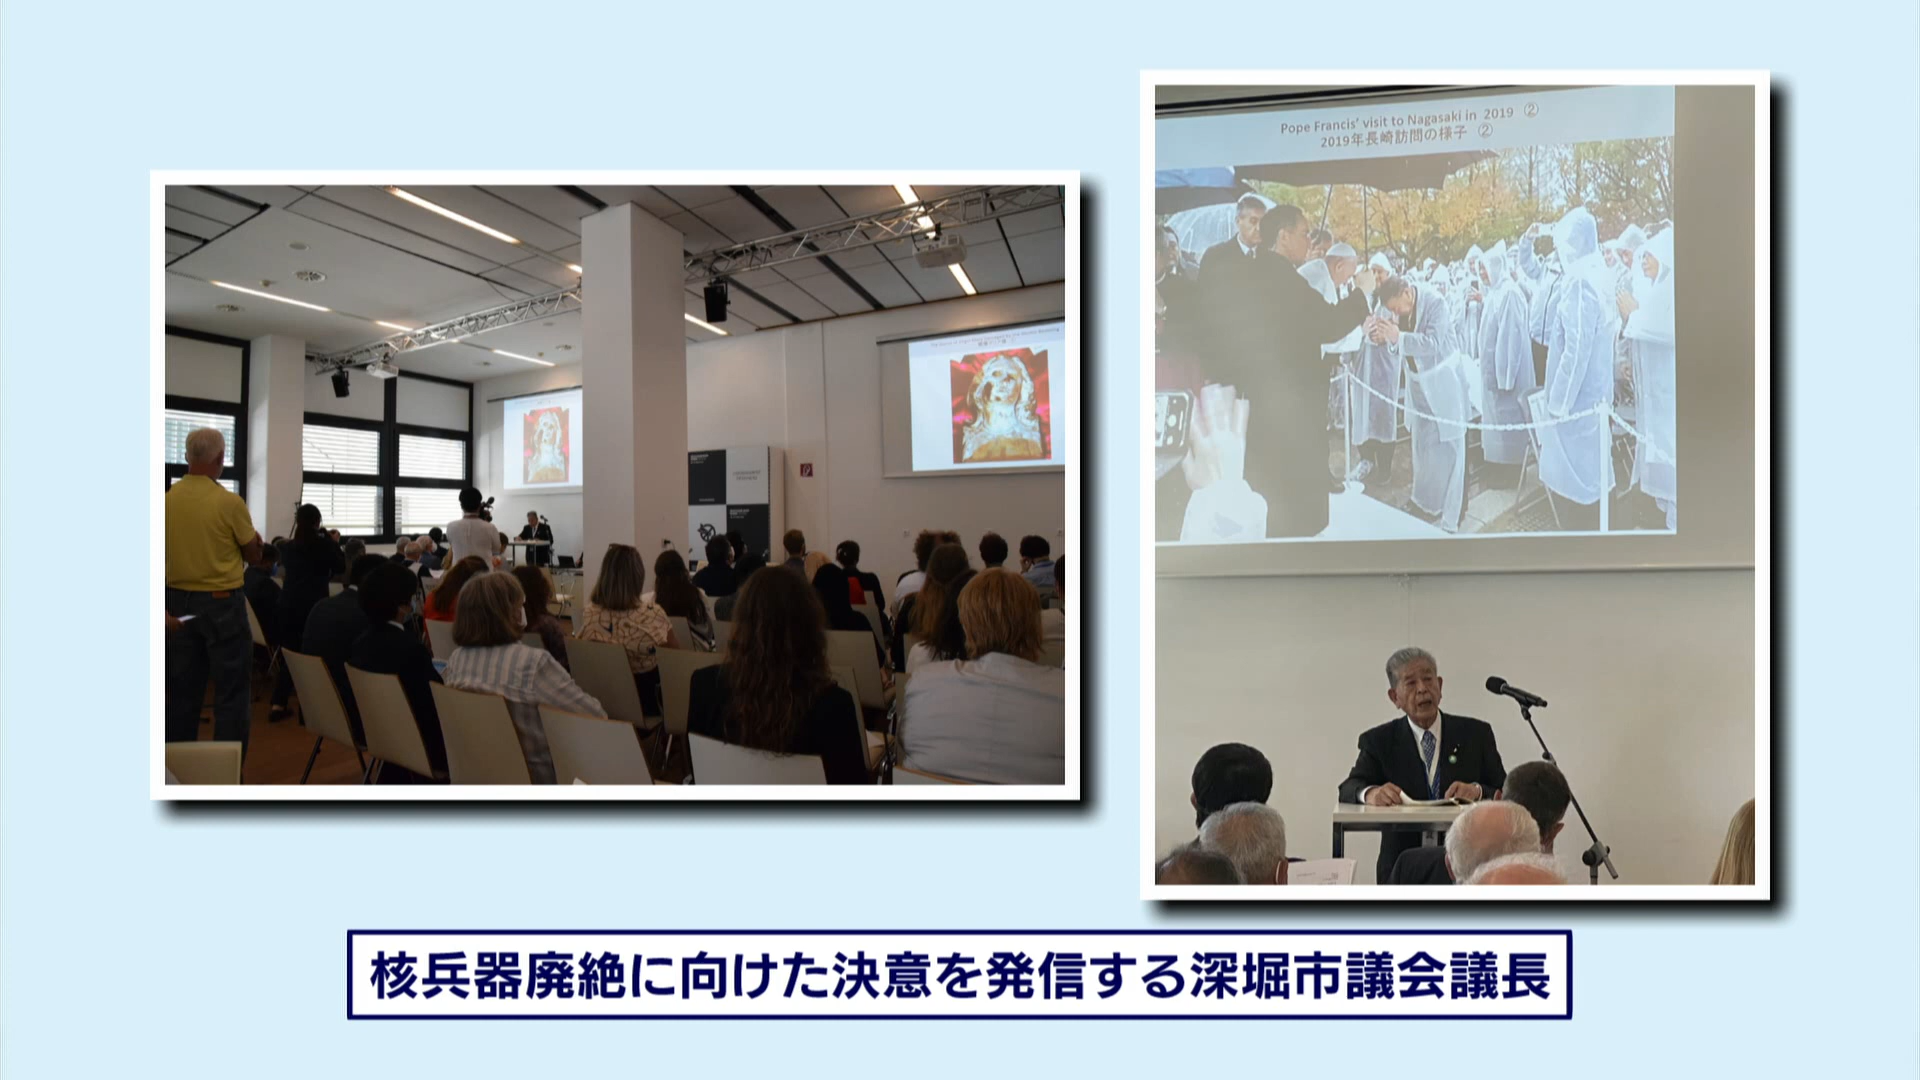 Pope Francis' visit to Nagasaki in 2019 ②
2019年長崎訪問の様子 ②
核兵器廃絶に向けた決意を発信する深堀市議会議長